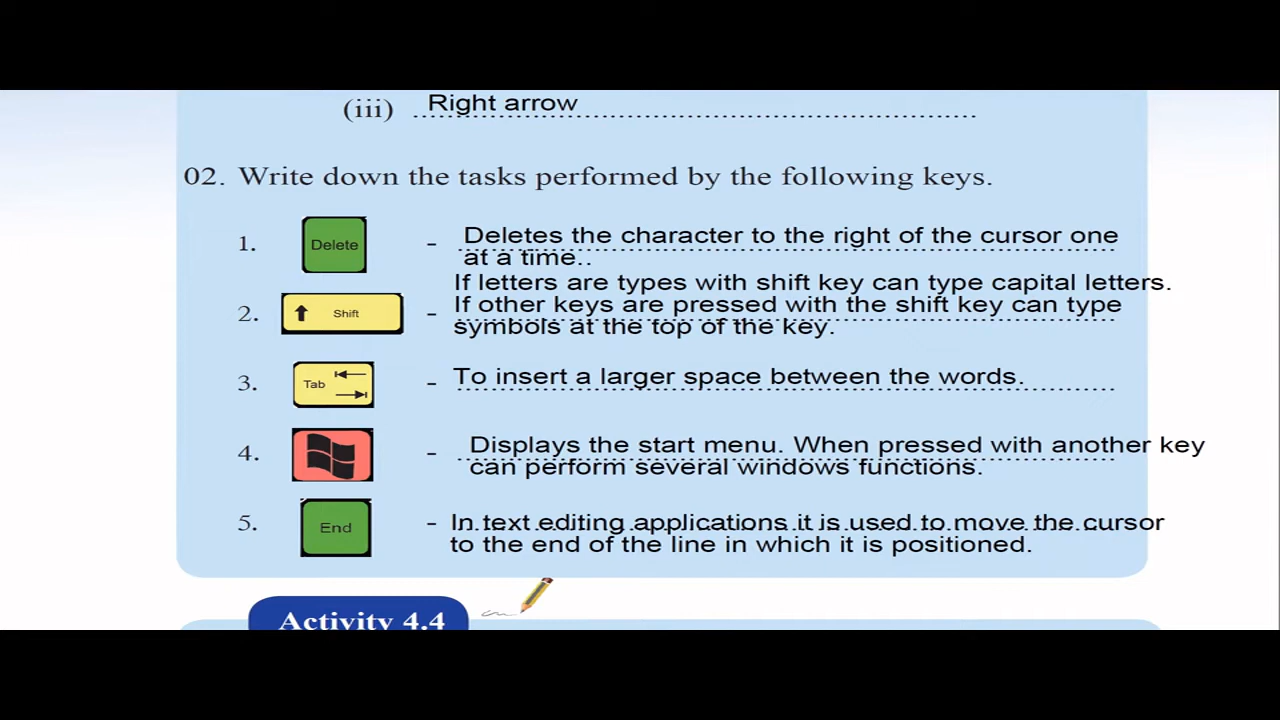 (iii) Right arrow
02. Write down the tasks performed by the following keys.
1. Delete - Deletes the character to the right of the cursor one
at a time..
If letters are types with shift key can type capital letters.
2. Shift - If other keys are pressed with the shift key can type
symbols at the top of the key.
3. Tab - To insert a larger space between the words.
4. - Displays the start menu. When pressed with another key
can perform several windows functions.
5. End - In text editing applications it is used to move the cursor
to the end of the line in which it is positioned.
Activity 4.4